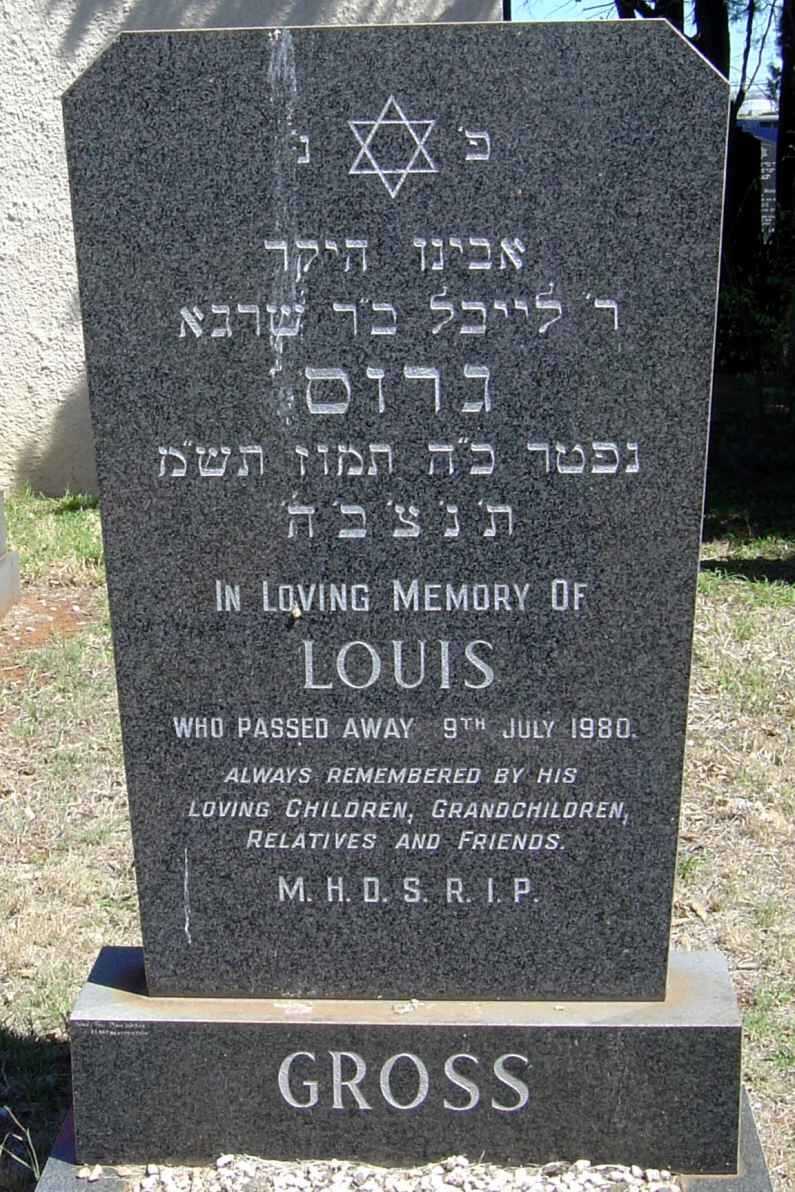 פ׳ נ׳
אבינו היקר
ר׳ לייבל ב״ר שרגא
גרוס
נפטר כ״ה תמוז תש״מ
ת׳ נ׳ צ׳ ב׳ ה׳
IN LOVING MEMORY OF
LOUIS
WHO PASSED AWAY 9TH JULY 1980.
ALWAYS REMEMBERED BY HIS
LOVING CHILDREN, GRANDCHILDREN,
RELATIVES AND FRIENDS.
M. H. D. S. R. I. P.
GROSS